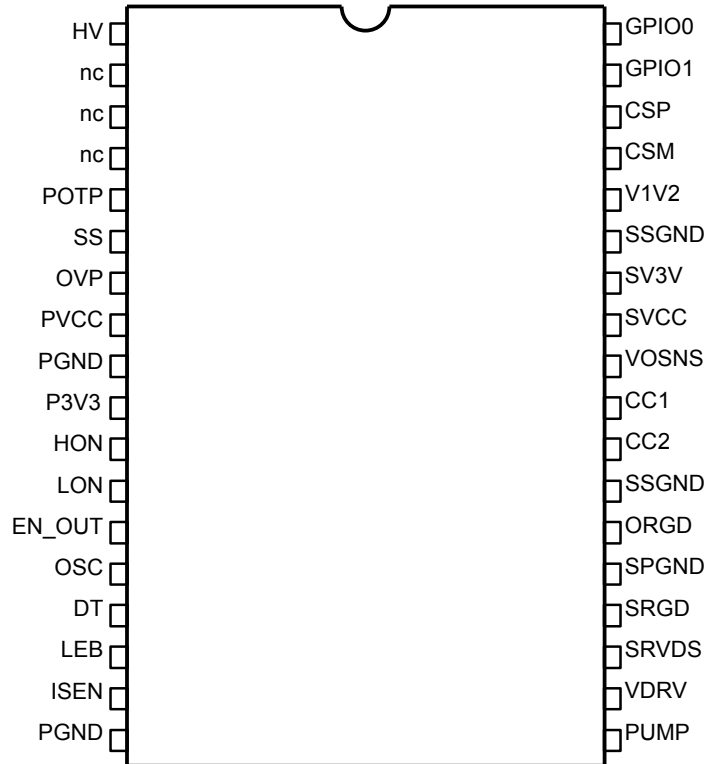 HV
nc
nc
nc
POTP
SS
OVP
PVCC
PGND
P3V3
HON
LON
EN_OUT
OSC
DT
LEB
ISEN
PGND
GPIO0
GPIO1
CSP
CSM
V1V2
SSGND
SV3V
SVCC
VOSNS
CC1
CC2
SSGND
ORGD
SPGND
SRGD
SRVDS
VDRV
PUMP